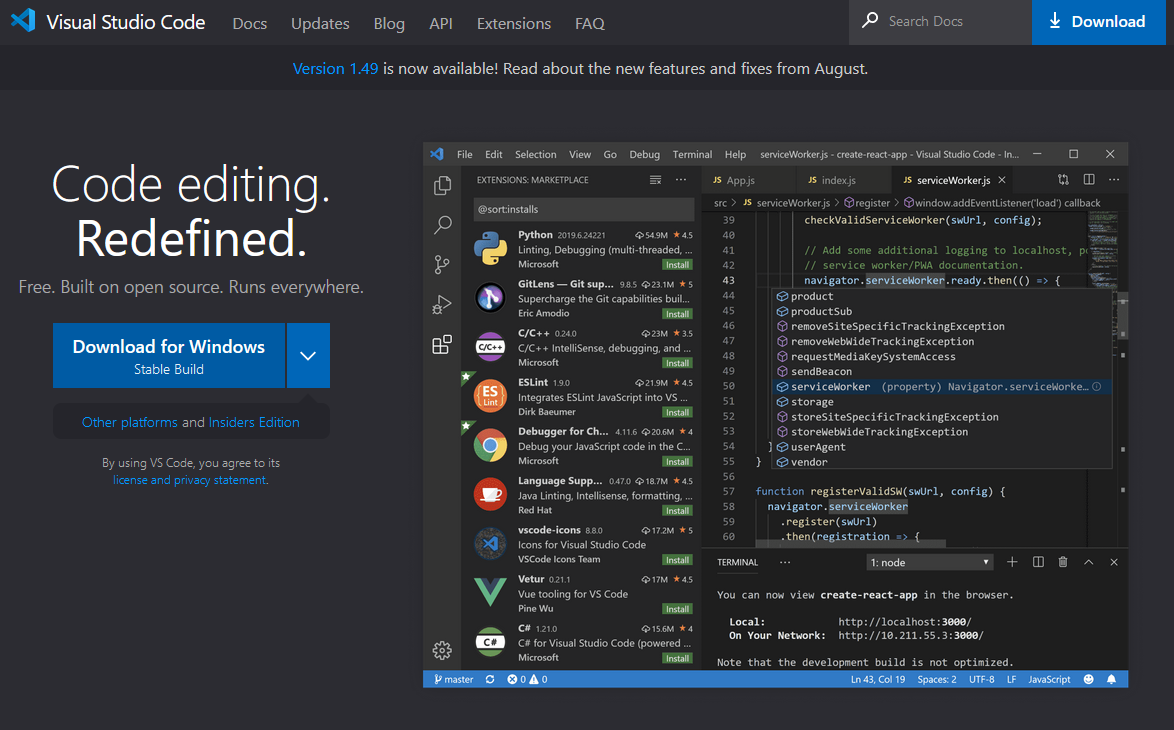 Visual Studio Code Docs Updates Blog API Extensions FAQ Search Docs Download
Version 1.49 is now available! Read about the new features and fixes from August.
Code editing.
Redefined.
Free. Built on open source. Runs everywhere.
Download for Windows
Stable Build
Other platforms and Insiders Edition
By using VS Code, you agree to its
license and privacy statement.
File Edit Selection View Go Debug Terminal Help serviceWorker.js - create-react-app - Visual Studio Code - In...
EXTENSIONS: MARKETPLACE
@sort:installs
Python 2019.6.24221 54.9M ★ 4.5
Linting, Debugging (multi-threaded, ...
Microsoft Install
GitLens — Git sup... 9.8.5 23.1M ★ 5
Supercharge the Git capabilities buil...
Eric Amodio Install
C/C++
C/C++ 0.24.0 23M ★ 3.5
C/C++ IntelliSense, debugging, and ...
Microsoft Install
ES
Lint
ESLint 1.9.0 21.9M ★ 4.5
Integrates ESLint JavaScript into VS ...
Dirk Baeumer Install
Debugger for Ch... 4.11.6 20.6M ★ 4
Debug your JavaScript code in the C...
Microsoft Install
Language Supp... 0.47.0 18.7M ★ 4.5
Java Linting, Intellisense, formatting, ...
Red Hat Install
vscode-icons 8.8.0 17.2M ★ 5
Icons for Visual Studio Code
VSCode Icons Team Install
Vetur 0.21.1 17M ★ 4.5
Vue tooling for VS Code
Pine Wu Install
C#
C# 1.21.0 15.6M ★ 4
C# for Visual Studio Code (powered ...
Microsoft Install
JS App.js JS index.js JS serviceWorker.js
src > JS serviceWorker.js > register > window.addEventListener('load') callback
39 checkValidServiceWorker(swUrl, config);
40
41 // Add some additional logging to localhost, po
42 // service worker/PWA documentation.
43 navigator.serviceWorker.ready.then(() => {
44 product
45 productSub
46 removeSiteSpecificTrackingException
47 removeWebWideTrackingException
48 requestMediaKeySystemAccess
49 sendBeacon
50 serviceWorker (property) Navigator.serviceWorke...
51 storage
52 storeSiteSpecificTrackingException
53 storeWebWideTrackingException
54 } userAgent
55 } vendor
56
57 function registerValidSW(swUrl, config) {
58 navigator.serviceWorker
59 .register(swUrl)
60 .then(registration => {
TERMINAL ... 1: node
You can now view create-react-app in the browser.
Local: http://localhost:3000/
On Your Network: http://10.211.55.3:3000/
Note that the development build is not optimized.
master 0 0 Ln 43, Col 19 Spaces: 2 UTF-8 LF JavaScript